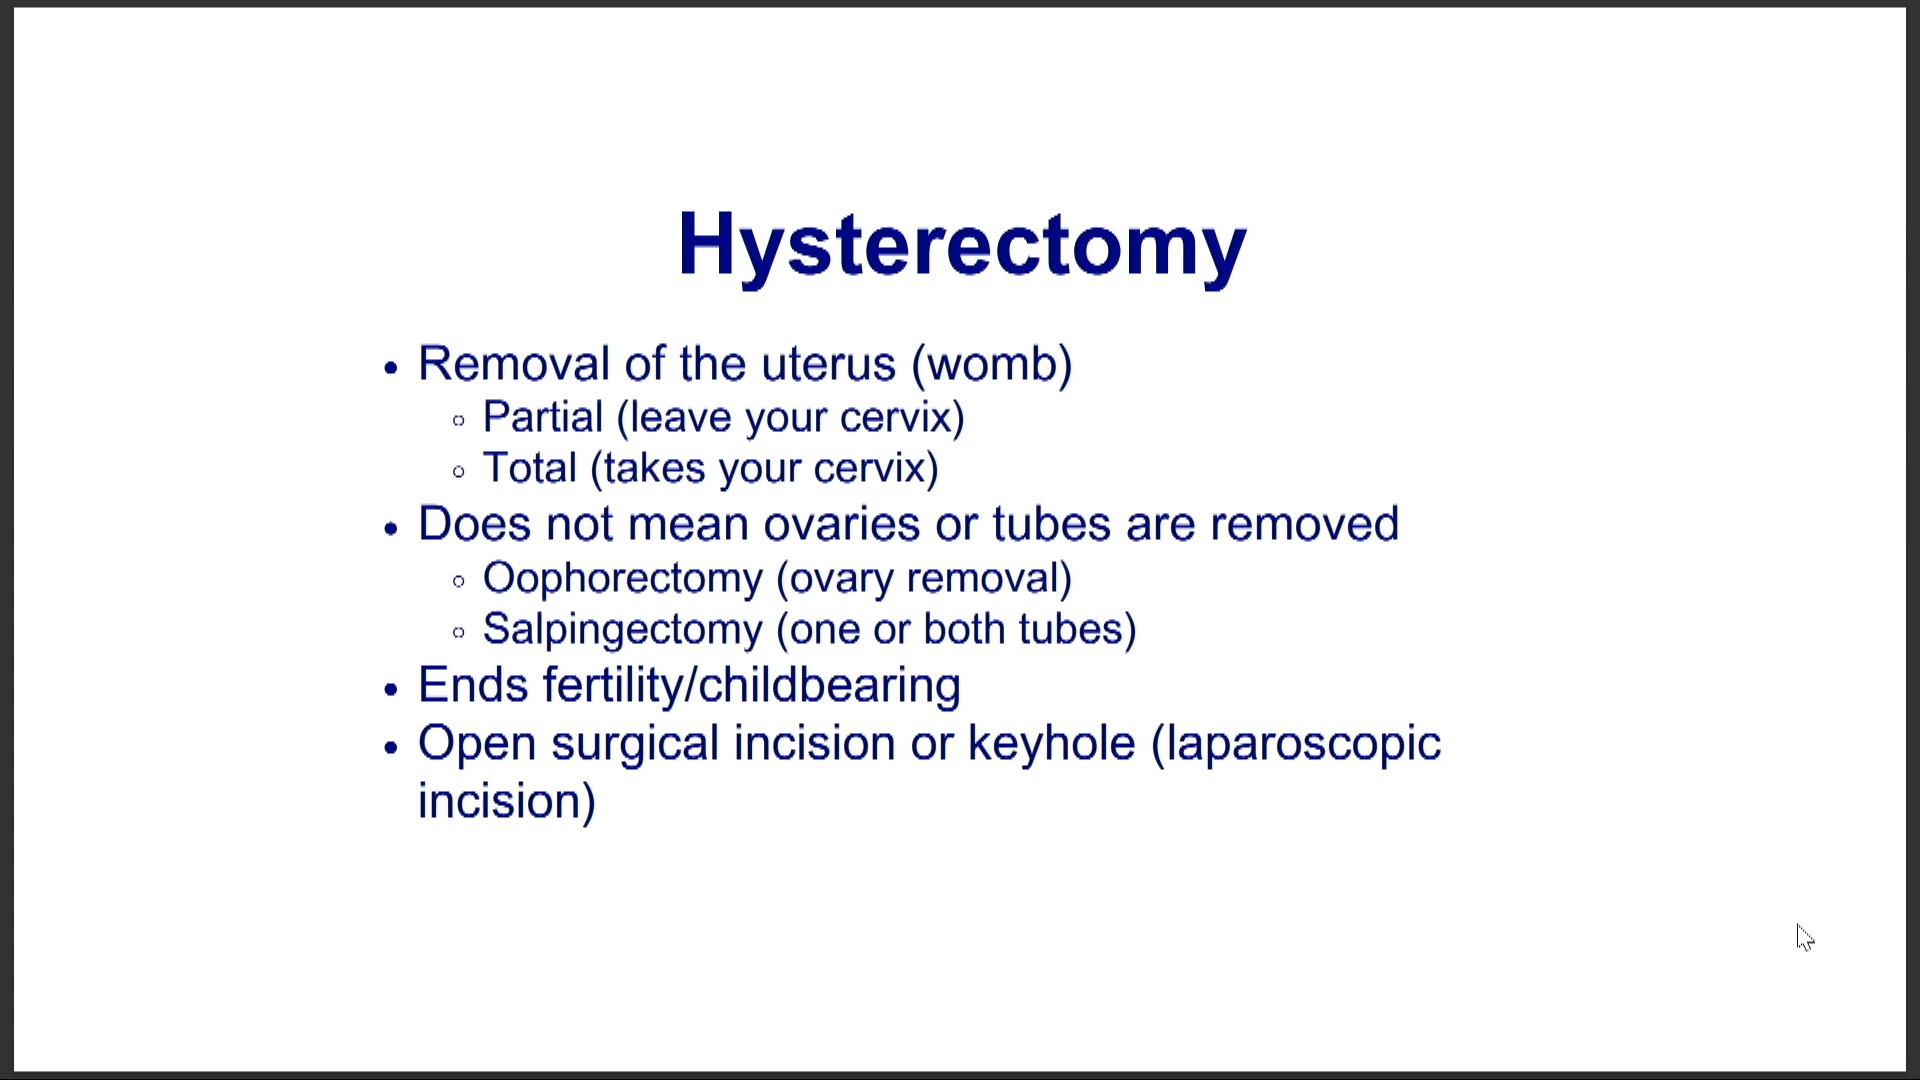 Hysterectomy
• Removal of the uterus (womb)
○ Partial (leave your cervix)
○ Total (takes your cervix)
• Does not mean ovaries or tubes are removed
○ Oophorectomy (ovary removal)
○ Salpingectomy (one or both tubes)
• Ends fertility/childbearing
• Open surgical incision or keyhole (laparoscopic
incision)